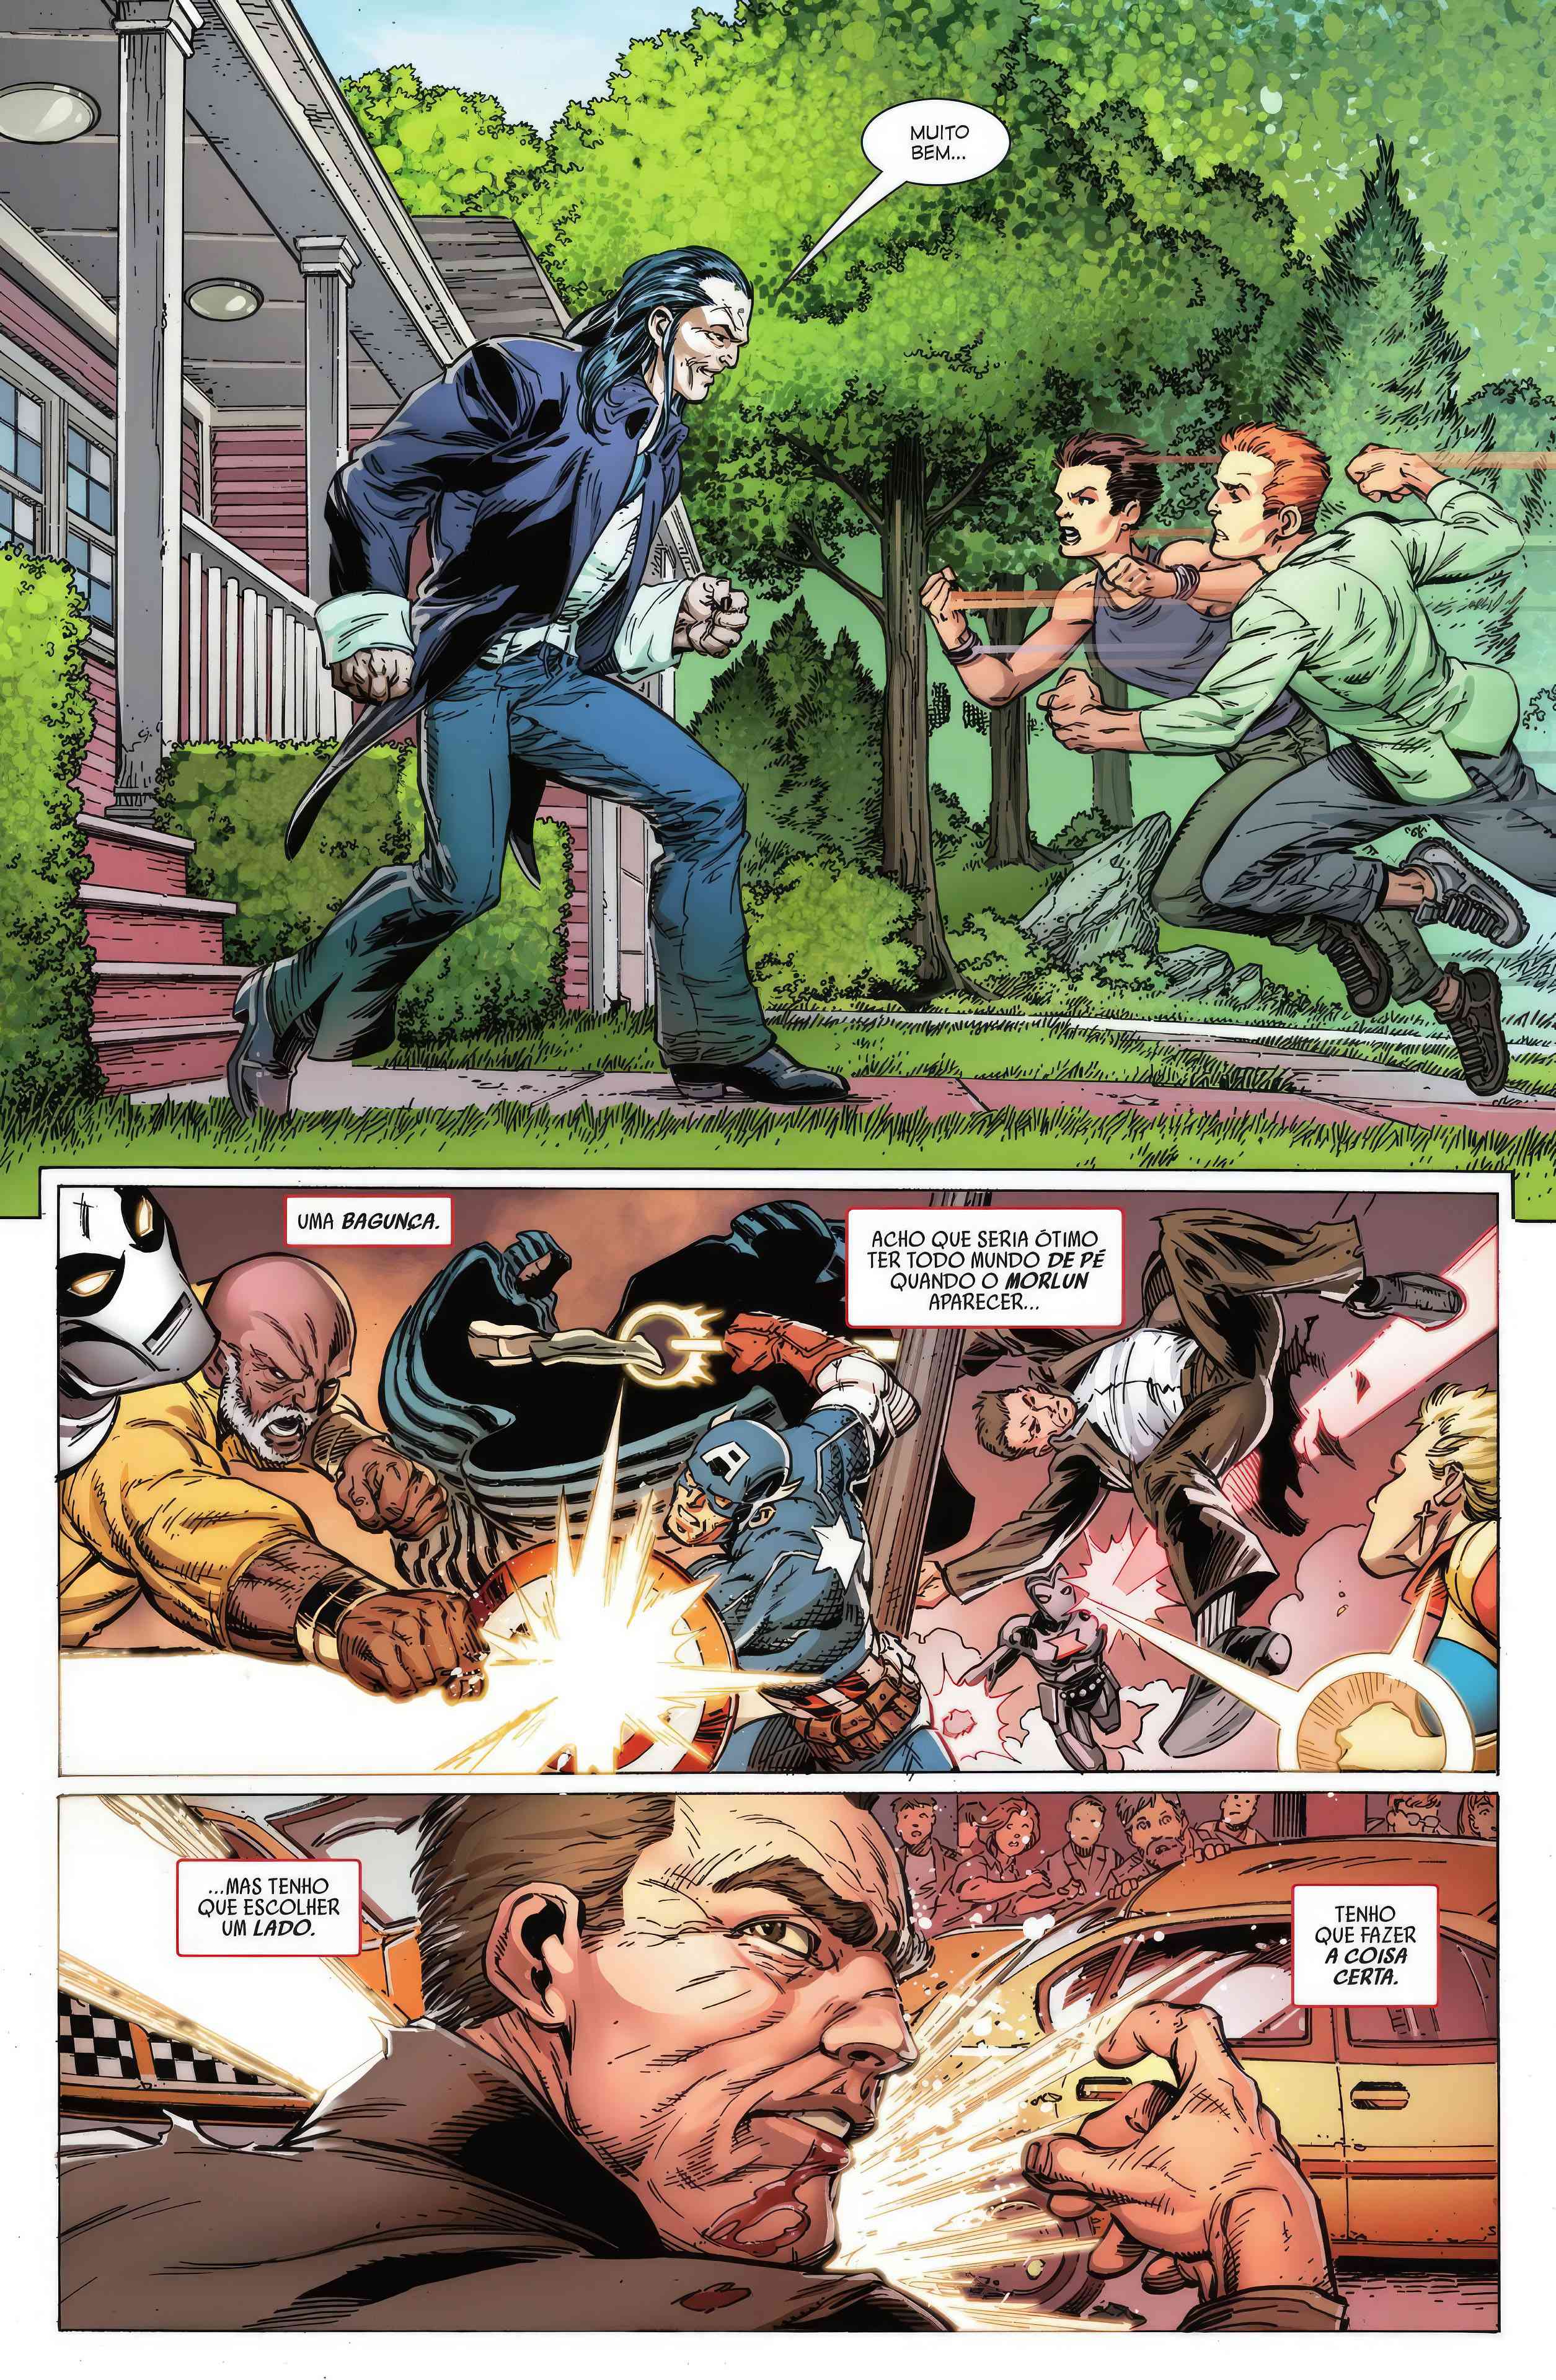 MUITO
BEM...
UMA BAGUNÇA.
ACHO QUE SERIA ÓTIMO
TER TODO MUNDO DE PÉ
QUANDO O MORLUN
APARECER...
...MAS TENHO
QUE ESCOLHER
UM LADO.
TENHO
QUE FAZER
A COISA
CERTA.